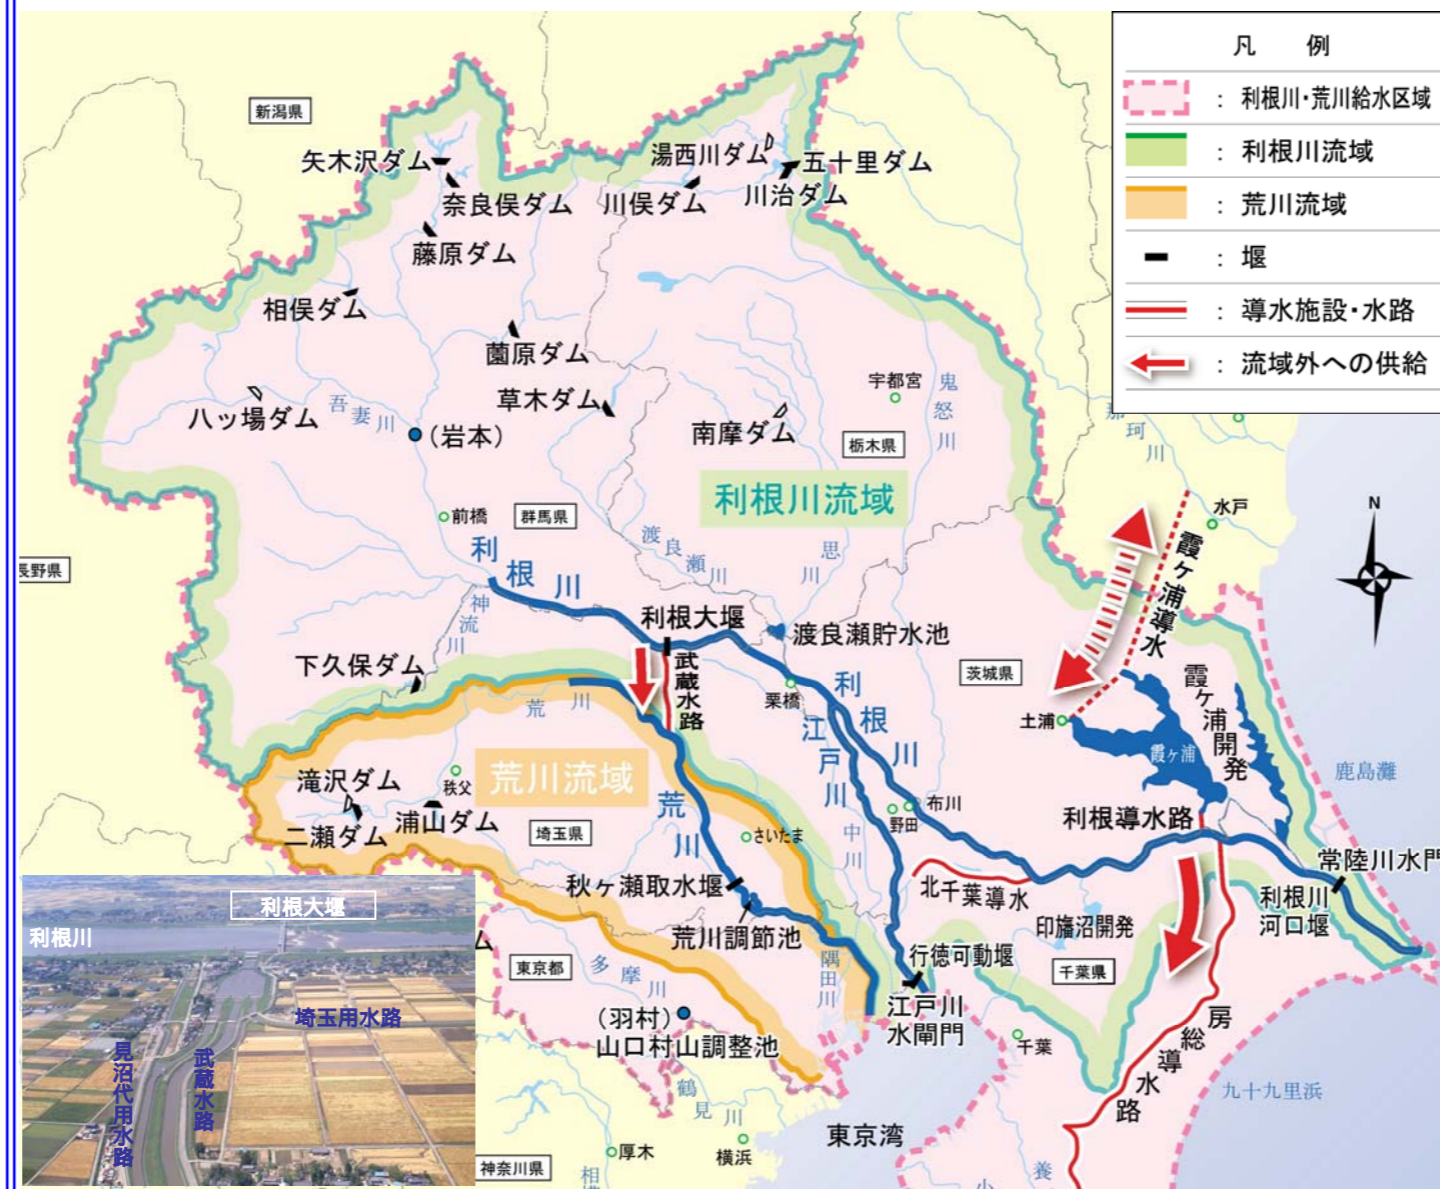 凡 例
：利根川・荒川給水区域
：利根川流域
：荒川流域
：堰
：導水施設・水路
：流域外への供給
新潟県
矢木沢ダム
奈良俣ダム
藤原ダム
相俣ダム
薗原ダム
八ッ場ダム
吾妻川
（岩本）
草木ダム
湯西川ダム
五十里ダム
川俣ダム
川治ダム
宇都宮
鬼怒川
南摩ダム
栃木県
那珂川
水戸
N
利根川流域
前橋
群馬県
長野県
利根川
渡良瀬川
思川
神流川
利根大堰
渡良瀬貯水池
霞ヶ浦導水
下久保ダム
武蔵水路
栗橋
利根川
江戸川
茨城県
土浦
霞ヶ浦
霞ヶ浦開発
鹿島灘
荒川
滝沢ダム
秩父
荒川流域
二瀬ダム
浦山ダム
埼玉県
荒川
さいたま
中川
野田
布川
利根導水路
常陸川水門
利根川
河口堰
秋ヶ瀬取水堰
北千葉導水
印旛沼開発
荒川調節池
隅田川
行徳可動堰
千葉県
江戸川
水閘門
東京都
多摩川
（羽村）
山口村山調整池
千葉
房総導水路
九十九里浜
鶴見川
東京湾
厚木
横浜
神奈川県
相
養
小
ム
利根大堰
利根川
埼玉用水路
見沼代用水路
武蔵水路